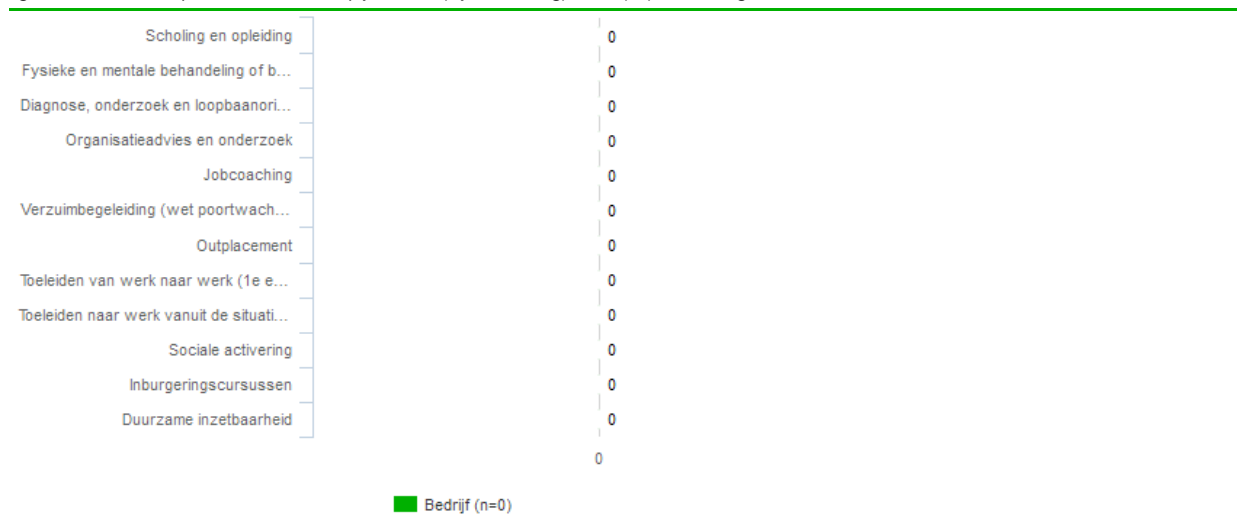 Scholing en opleiding 0
Fysieke en mentale behandeling of b... 0
Diagnose, onderzoek en loopbaanori... 0
Organisatieadvies en onderzoek 0
Jobcoaching 0
Verzuimbegeleiding (wet poortwach... 0
Outplacement 0
Toeleiden van werk naar werk (1e e... 0
Toeleiden naar werk vanuit de situati... 0
Sociale activering 0
Inburgeringscursussen 0
Duurzame inzetbaarheid 0
0
Bedrijf (n=0)